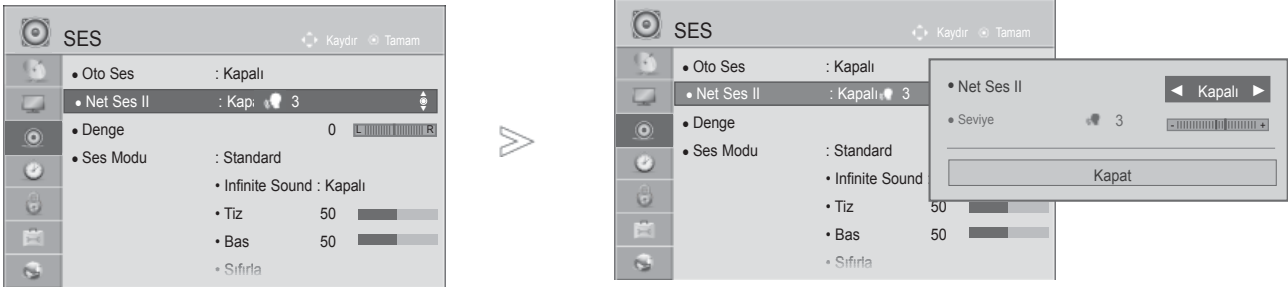 SES
Kaydır Tamam
• Oto Ses : Kapalı
• Net Ses II : Kapı 3
• Denge 0 L R
• Ses Modu : Standard
• Infinite Sound : Kapalı
• Tiz 50
• Bas 50
• Sıfırla
SES
Kaydır Tamam
• Oto Ses : Kapalı
• Net Ses II : Kapalı 3
• Denge
• Ses Modu : Standard
• Infinite Sound :
• Tiz 50
• Bas 50
• Sıfırla
• Net Ses II ◄ Kapalı ►
• Seviye 3 - +
Kapat